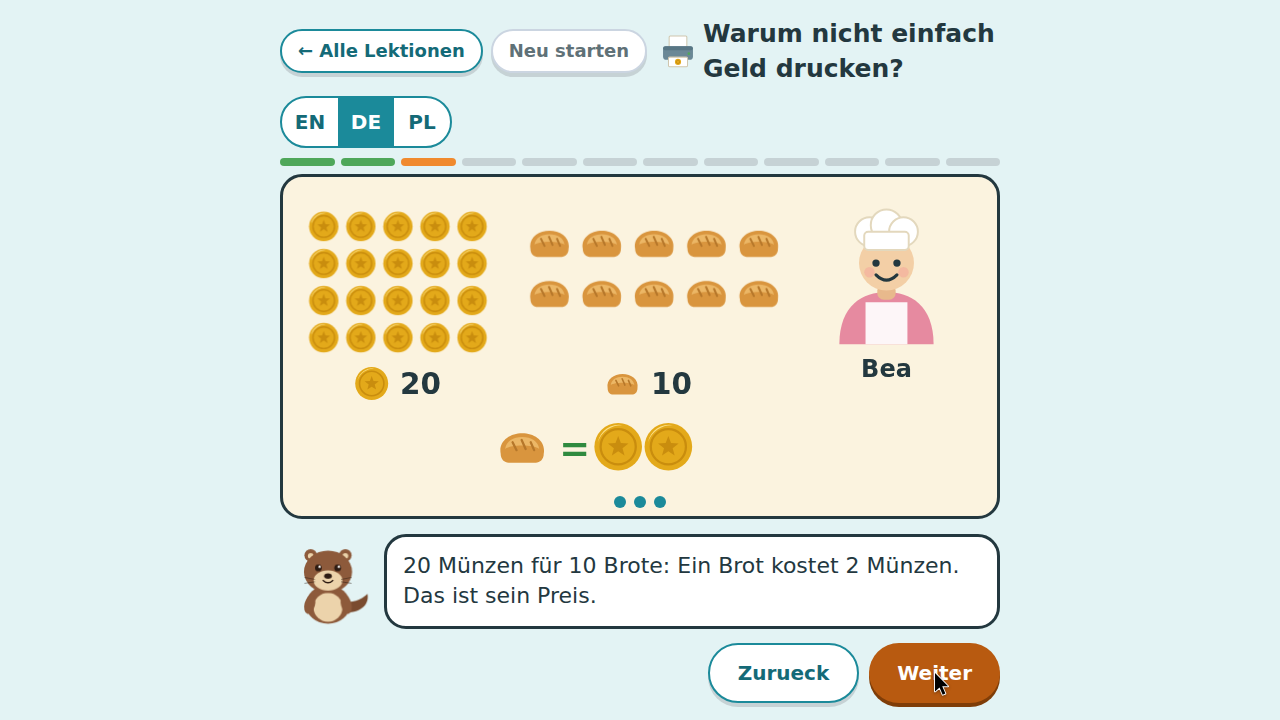 ← Alle Lektionen
Neu starten
Warum nicht einfach
Geld drucken?
EN DE PL
Bea
20
10
=
20 Münzen für 10 Brote: Ein Brot kostet 2 Münzen.
Das ist sein Preis.
Zurueck
Weiter